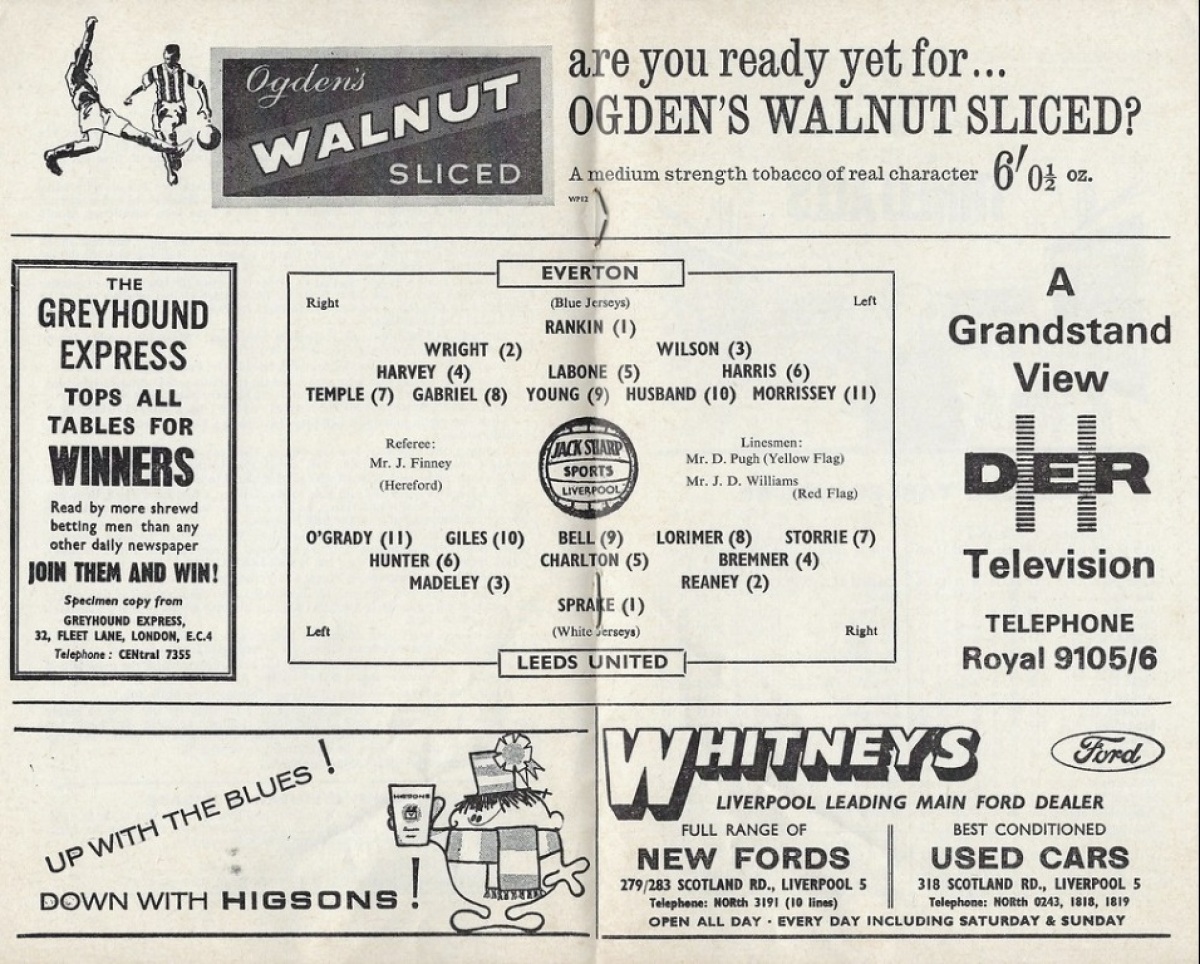 Ogden's
WALNUT
SLICED
are you ready yet for...
OGDEN'S WALNUT SLICED?
A medium strength tobacco of real character 6'0½ oz.
WP12
THE
GREYHOUND
EXPRESS
TOPS ALL
TABLES FOR
WINNERS
Read by more shrewd
betting men than any
other daily newspaper
JOIN THEM AND WIN!
Specimen copy from
GREYHOUND EXPRESS,
32, FLEET LANE, LONDON, E.C.4
Telephone : CENtral 7355
EVERTON
Right (Blue Jerseys) Left
RANKIN (1)
WRIGHT (2) WILSON (3)
HARVEY (4) LABONE (5) HARRIS (6)
TEMPLE (7) GABRIEL (8) YOUNG (9) HUSBAND (10) MORRISSEY (11)
Referee:
Mr. J. Finney
(Hereford)
JACK SHARP
SPORTS
LIVERPOOL
Linesmen:
Mr. D. Pugh (Yellow Flag)
Mr. J. D. Williams
(Red Flag)
O'GRADY (11) GILES (10) BELL (9) LORIMER (8) STORRIE (7)
HUNTER (6) CHARLTON (5) BREMNER (4)
MADELEY (3) REANEY (2)
SPRAKE (1)
Left (White Jerseys) Right
LEEDS UNITED
A
Grandstand
View
DER
Television
TELEPHONE
Royal 9105/6
UP WITH THE BLUES !
DOWN WITH HIGSONS !
HIGSONS
WHITNEYS
Ford
LIVERPOOL LEADING MAIN FORD DEALER
FULL RANGE OF
NEW FORDS
279/283 SCOTLAND RD., LIVERPOOL 5
Telephone: NORth 3191 (10 lines)
BEST CONDITIONED
USED CARS
318 SCOTLAND RD., LIVERPOOL 5
Telephone: NORth 0243, 1818, 1819
OPEN ALL DAY · EVERY DAY INCLUDING SATURDAY & SUNDAY